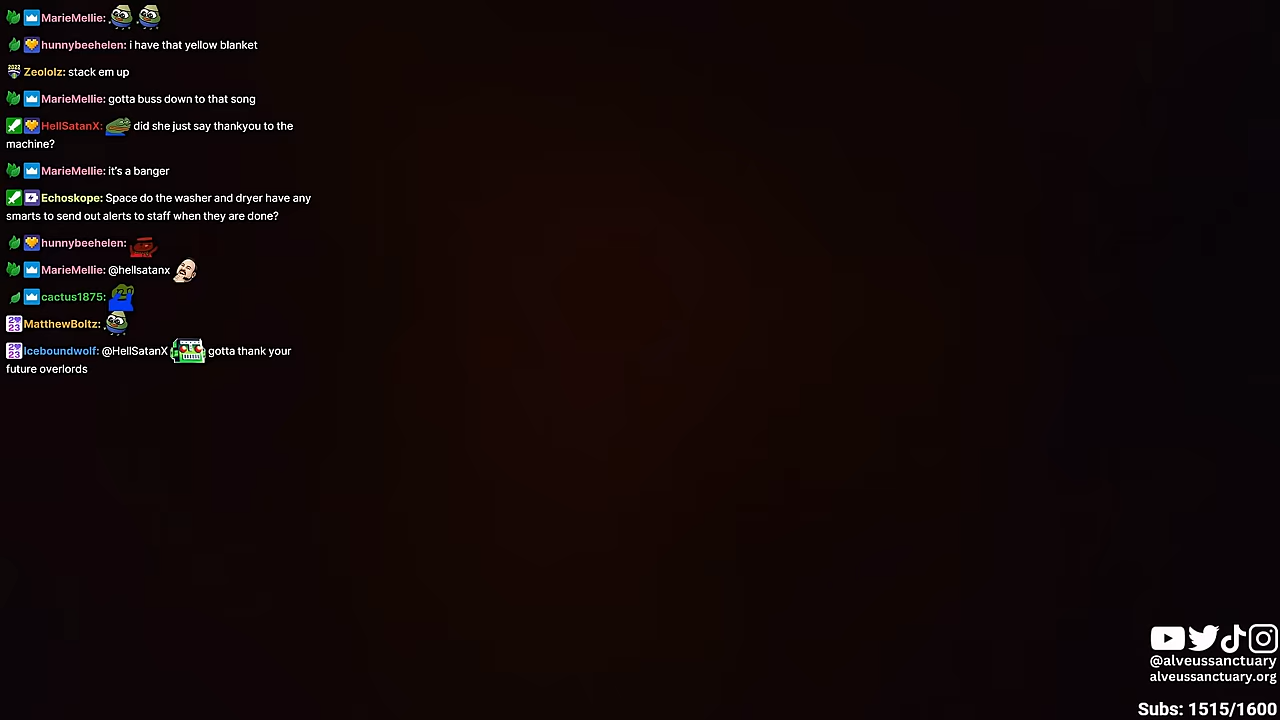 MarieMellie:
hunnybeehelen: i have that yellow blanket
Zeololz: stack em up
MarieMellie: gotta buss down to that song
HellSatanX: did she just say thankyou to the
machine?
MarieMellie: it's a banger
Echoskope: Space do the washer and dryer have any
smarts to send out alerts to staff when they are done?
hunnybeehelen:
MarieMellie: @hellsatanx
cactus1875:
MatthewBoltz:
Iceboundwolf: @HellSatanX gotta thank your
future overlords
@alveussanctuary
alveussanctuary.org
Subs: 1515/1600